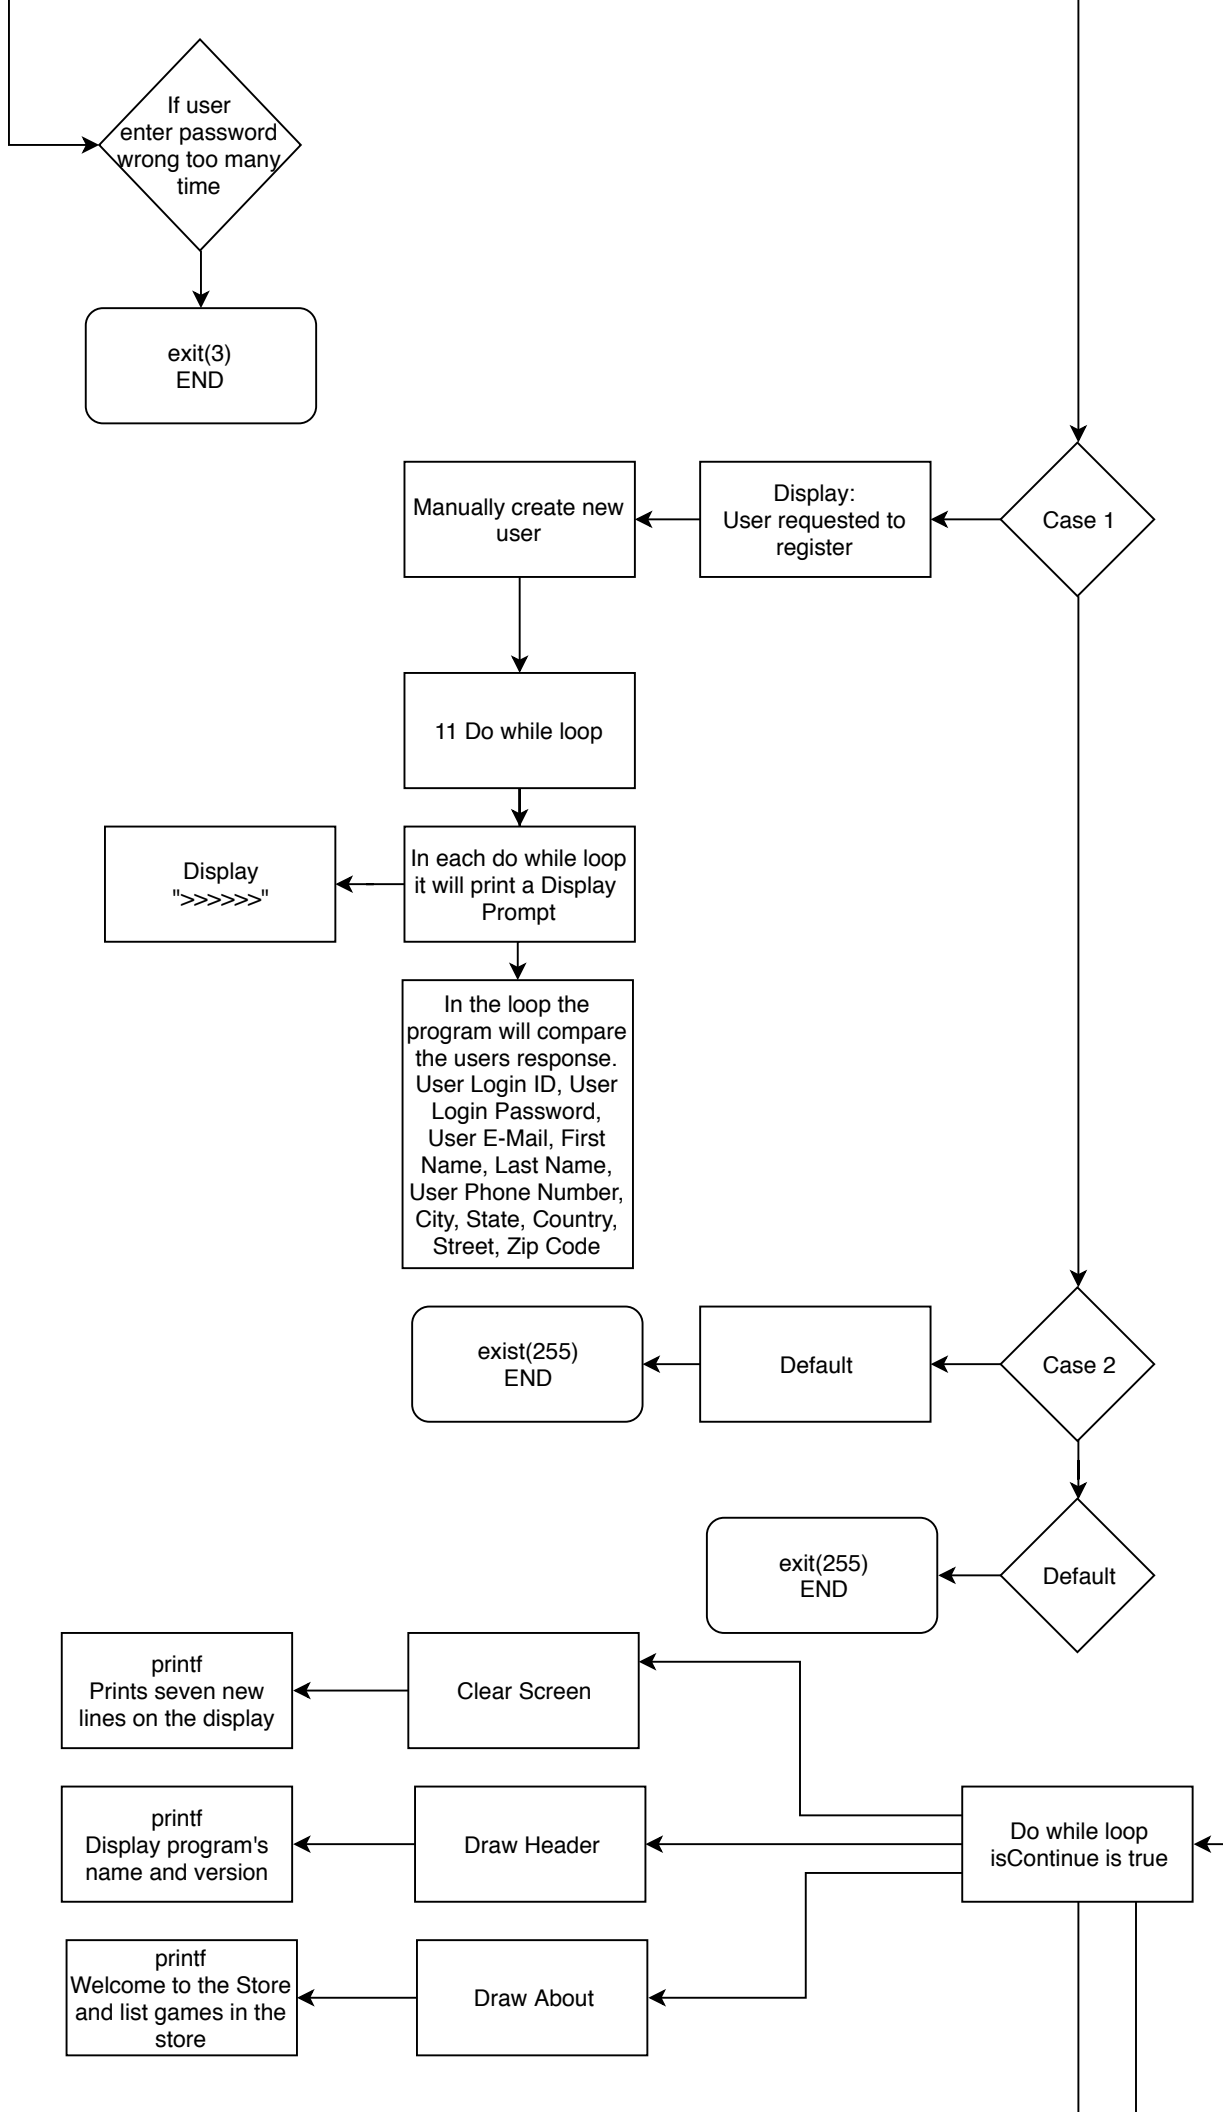 If user
enter password
wrong too many
time
exit(3)
END
Manually create new
user
Display:
User requested to
register
Case 1
11 Do while loop
Display
">>>>>>"
In each do while loop
it will print a Display
Prompt
In the loop the
program will compare
the users response.
User Login ID, User
Login Password,
User E-Mail, First
Name, Last Name,
User Phone Number,
City, State, Country,
Street, Zip Code
exist(255)
END
Default
Case 2
exit(255)
END
Default
printf
Prints seven new
lines on the display
Clear Screen
printf
Display program's
name and version
Draw Header
Do while loop
isContinue is true
printf
Welcome to the Store
and list games in the
store
Draw About